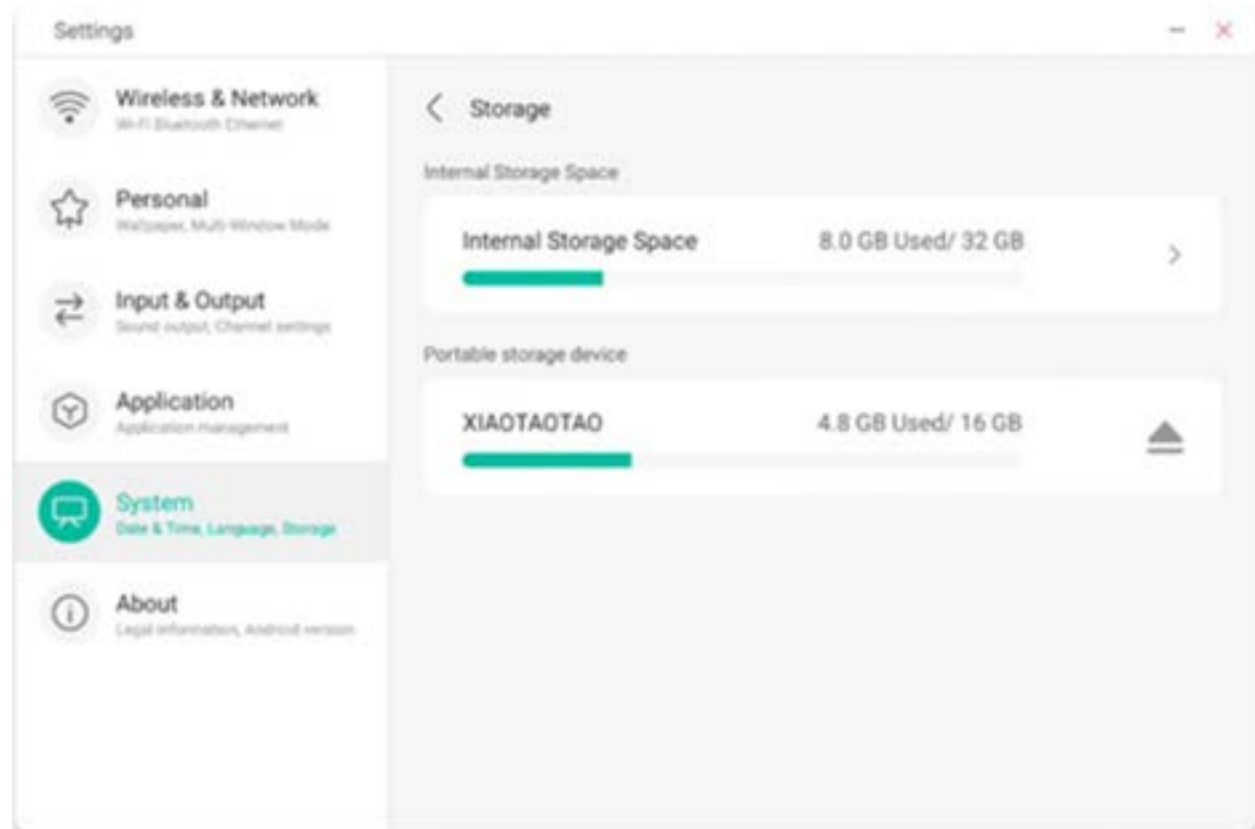 Settings
Wireless & Network
Wi-Fi Bluetooth Ethernet
Personal
Wallpaper, Multi-Window Mode
Input & Output
Sound output, Channel settings
Application
Application management
System
Date & Time, Language, Storage
About
Legal information, Android version
Storage
Internal Storage Space
Internal Storage Space
8.0 GB Used/ 32 GB
Portable storage device
XIAOTAOTAO
4.8 GB Used/ 16 GB